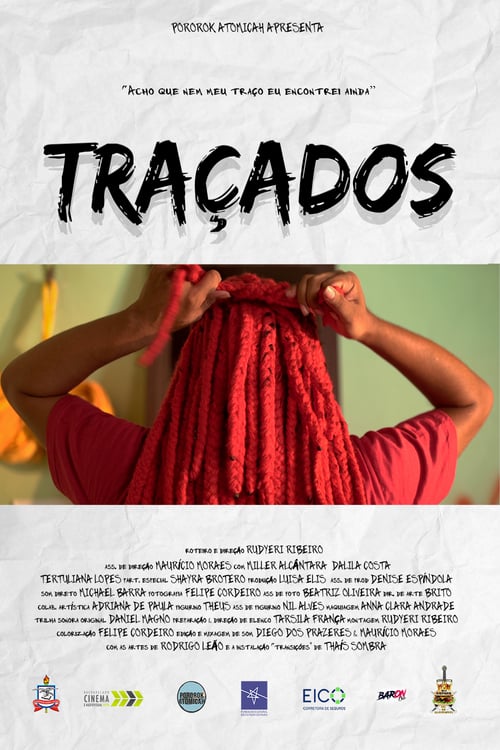 POROROK ATOMICAH APRESENTA
"ACHO QUE NEM MEU TRAÇO EU ENCONTREI AINDA"
TRAÇADOS
ROTEIRO E DIREÇÃO RUDYERI RIBEIRO
ASS. DE DIREÇÃO MAURÍCIO MORAES COM MILLER ALCÂNTARA DALILA COSTA
TERTULIANA LOPES PART. ESPECIAL SHAYRA BROTERO PRODUÇÃO LUISA ELIS ASS. DE PROD DENISE ESPÍNDOLA
SOM DIRETO MICHAEL BARRA FOTOGRAFIA FELIPE CORDEIRO ASS DE FOTO BEATRIZ OLIVEIRA DIR. DE ARTE BRITO
COLAB. ARTÍSTICA ADRIANA DE PAULA FIGURINO THEUS ASS DE FIGURINO NIL ALVES MAQUIAGEM ANNA CLARA ANDRADE
TRILHA SONORA ORIGINAL DANIEL MAGNO PREPARAÇÃO E DIREÇÃO DE ELENCO TARSILA FRANÇA MONTAGEM RUDYERI RIBEIRO
COLORIZAÇÃO FELIPE CORDEIRO EDIÇÃO E MIXAGEM DE SOM DIEGO DOS PRAZERES E MAURÍCIO MORAES
COM AS ARTES DE RODRIGO LEÃO E A INSTALAÇÃO "TRANSIÇÕES" DE THAÍS SOMBRA
CINEMA
POROROK
ATOMICAH
EICO
CORRETORA DE SEGUROS
BARON